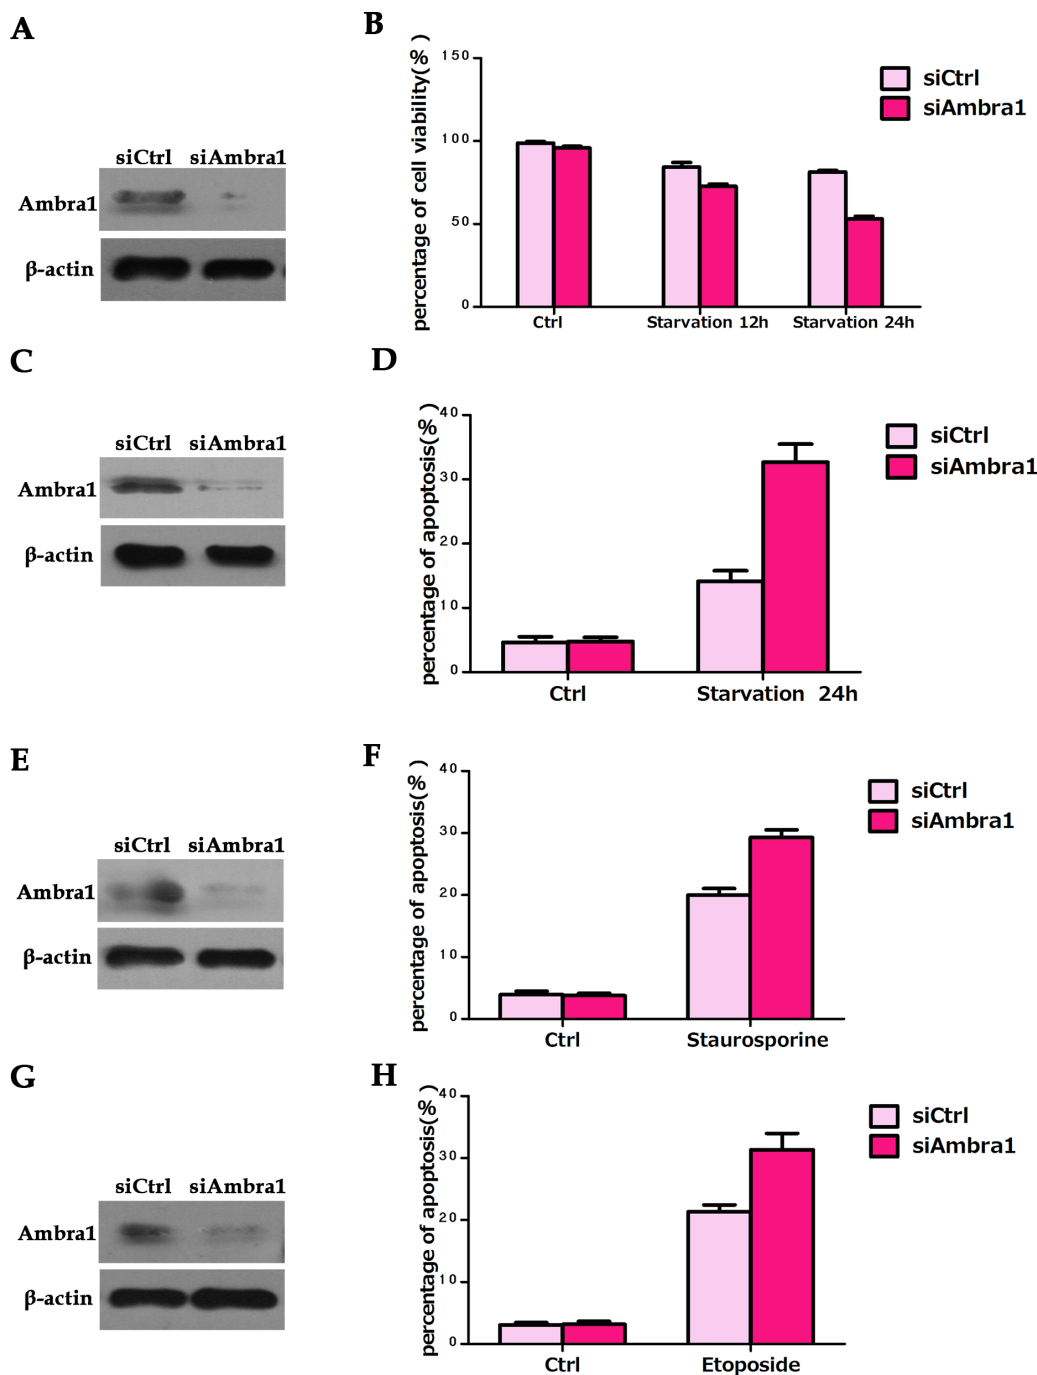 A
siCtrl siAmbra1
Ambra1
β-actin
B
percentage of cell viability(%)
150
100
50
0
Ctrl Starvation 12h Starvation 24h
siCtrl
siAmbra1
C
siCtrl siAmbra1
Ambra1
β-actin
D
percentage of apoptosis(%)
40
30
20
10
0
Ctrl Starvation 24h
siCtrl
siAmbra1
E
siCtrl siAmbra1
Ambra1
β-actin
F
percentage of apoptosis(%)
40
30
20
10
0
Ctrl Staurosporine
siCtrl
siAmbra1
G
siCtrl siAmbra1
Ambra1
β-actin
H
percentage of apoptosis(%)
40
30
20
10
0
Ctrl Etoposide
siCtrl
siAmbra1